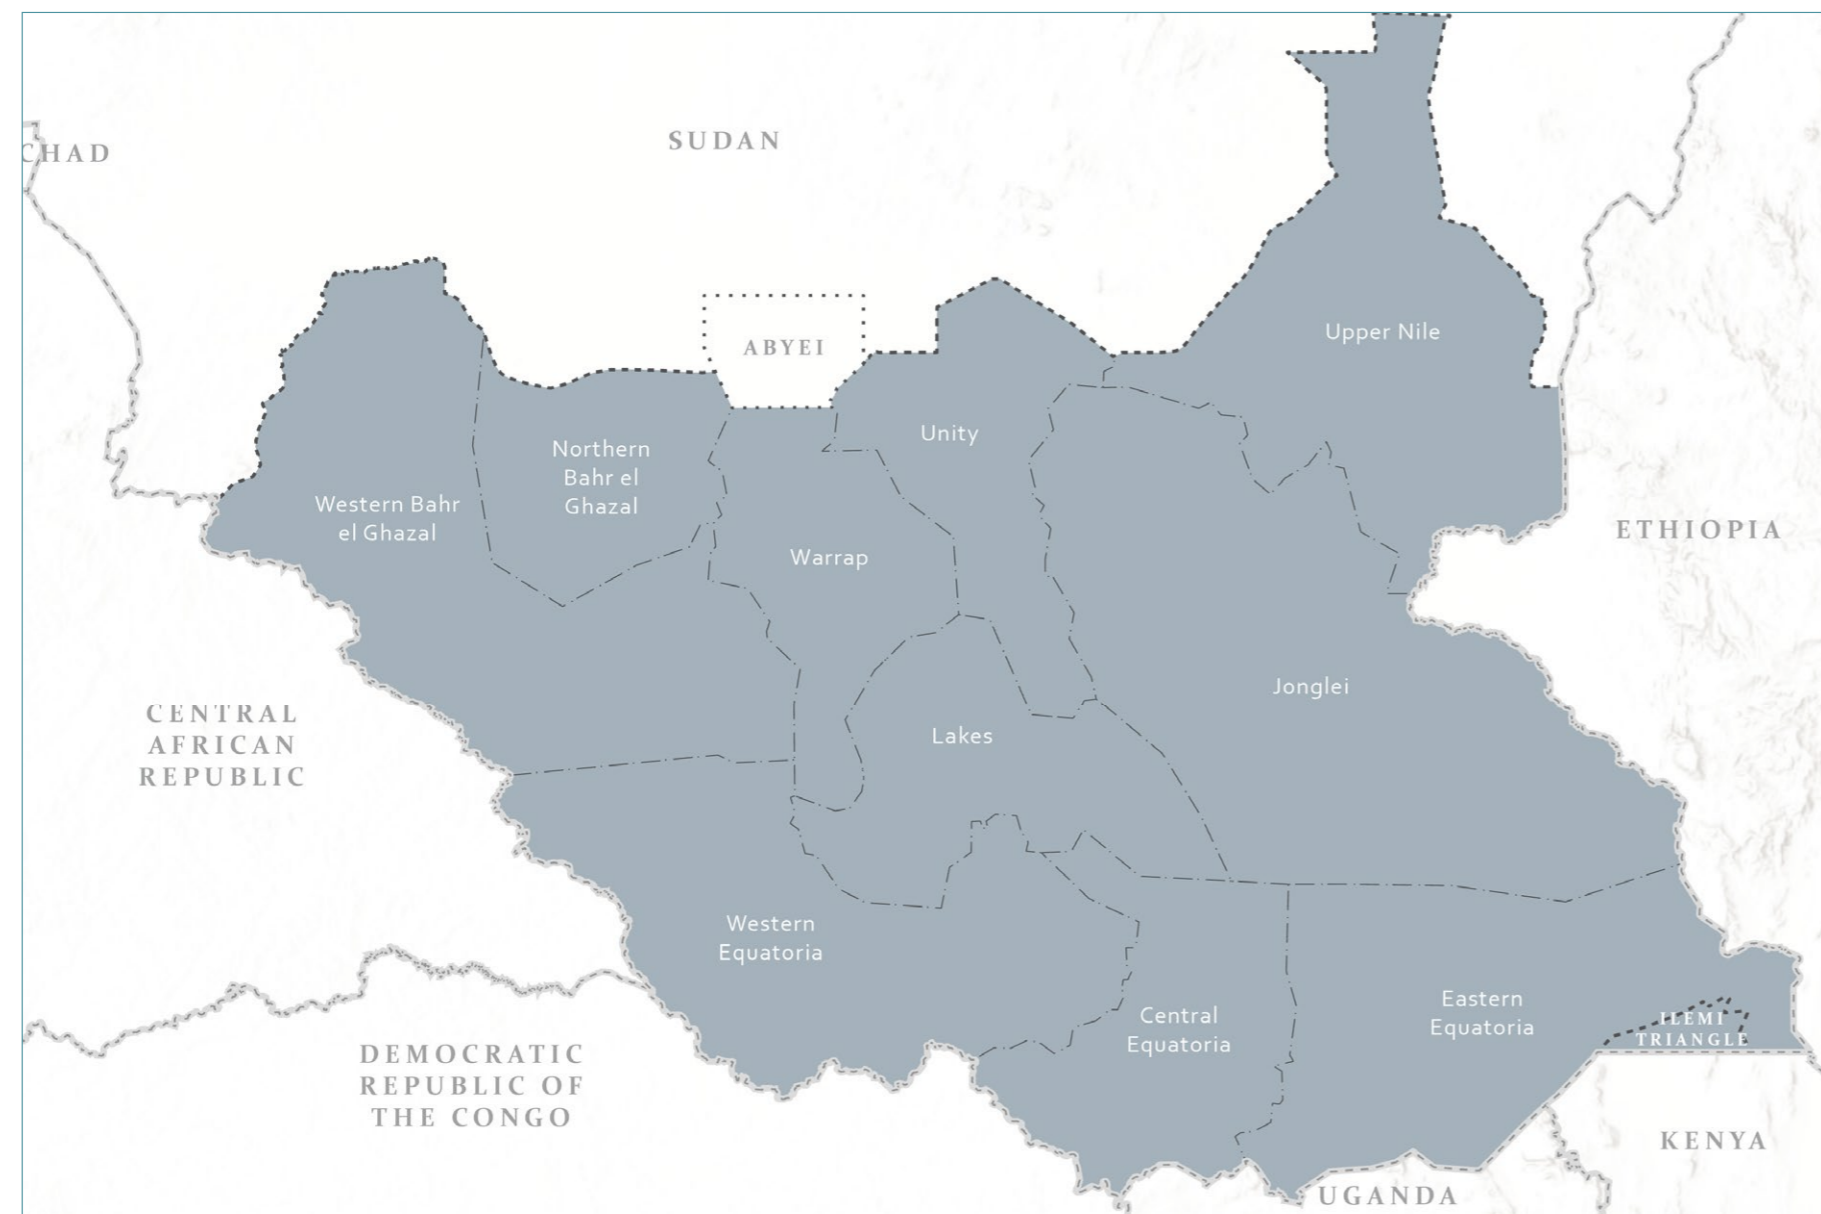 SUDAN
CHAD
Upper Nile
ABYEI
Unity
Northern
Bahr el
Ghazal
Western Bahr
el Ghazal
ETHIOPIA
Warrap
Jonglei
CENTRAL
AFRICAN
REPUBLIC
Lakes
Western
Equatoria
Eastern
Equatoria
Central
Equatoria
ILEMI
TRIANGLE
DEMOCRATIC
REPUBLIC OF
THE CONGO
KENYA
UGANDA